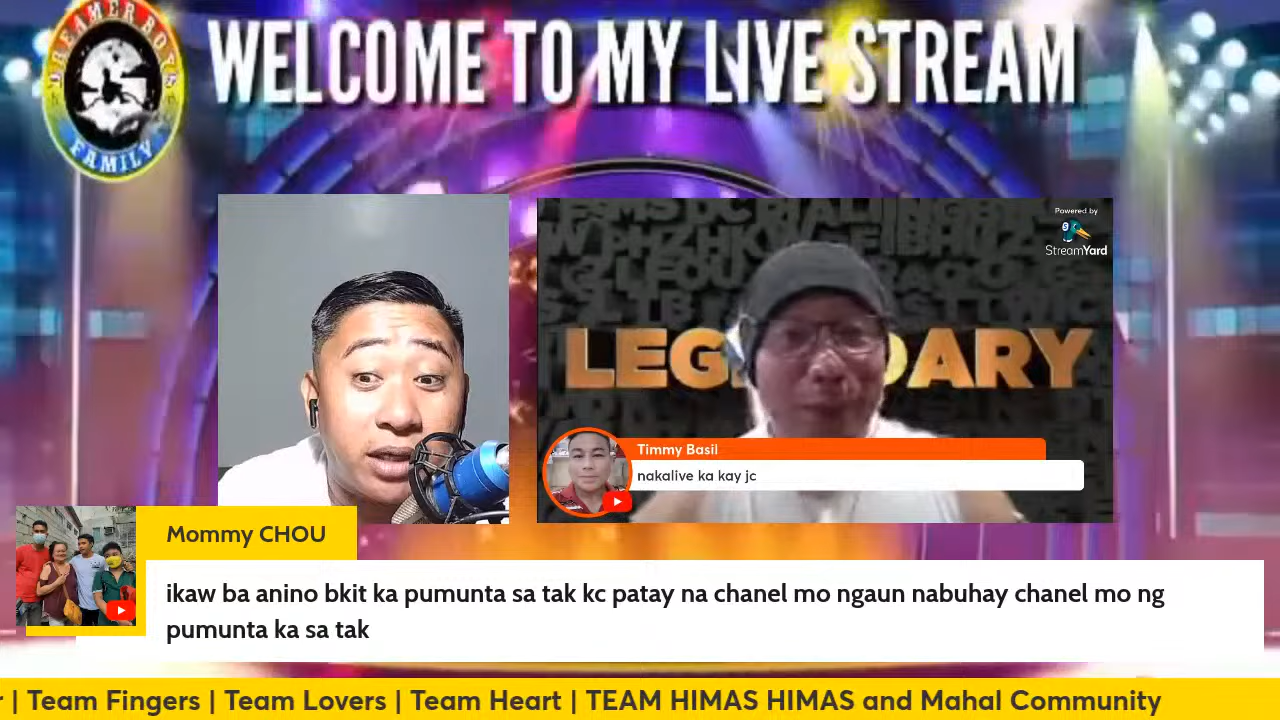 DREAMER BOYS
FAMILY
WELCOME TO MY LIVE STREAM
Powered by
StreamYard
LEG
DARY
Timmy Basil
nakalive ka kay jc
Mommy CHOU
ikaw ba anino bkit ka pumunta sa tak kc patay na chanel mo ngaun nabuhay chanel mo ng
pumunta ka sa tak
| Team Fingers | Team Lovers | Team Heart | TEAM HIMAS HIMAS and Mahal Community